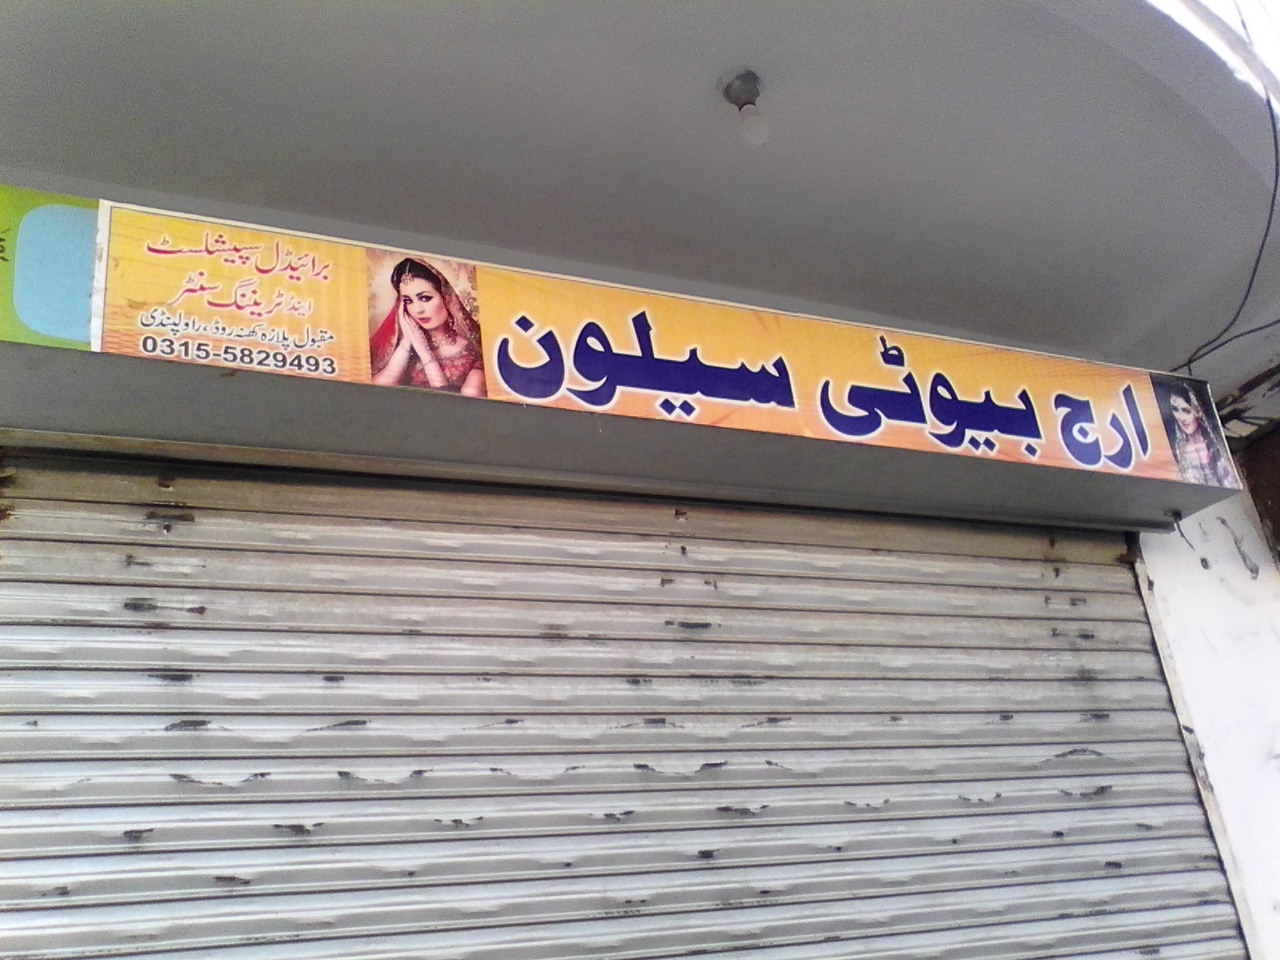 ارج بیوٹی سیلون
برائیڈل سپیشلسٹ
اینڈ ٹریننگ سنٹر
مقبول پلازہ کھنہ روڈ، راولپنڈی
0315-5829493